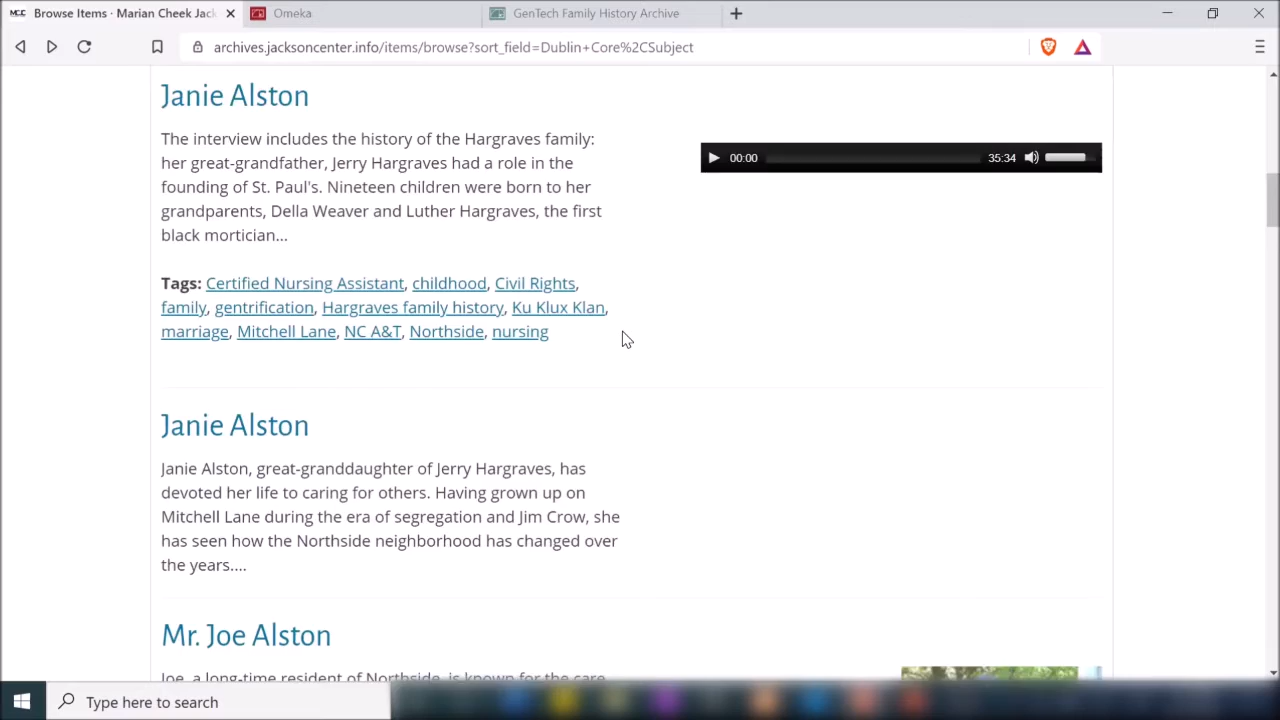 Browse Items · Marian Cheek Jack
Omeka
GenTech Family History Archive
archives.jacksoncenter.info/items/browse?sort_field=Dublin+Core%2CSubject
Janie Alston
The interview includes the history of the Hargraves family:
her great-grandfather, Jerry Hargraves had a role in the
founding of St. Paul's. Nineteen children were born to her
grandparents, Della Weaver and Luther Hargraves, the first
black mortician...
00:00
35:34
Tags: Certified Nursing Assistant, childhood, Civil Rights,
family, gentrification, Hargraves family history, Ku Klux Klan,
marriage, Mitchell Lane, NC A&T, Northside, nursing
Janie Alston
Janie Alston, great-granddaughter of Jerry Hargraves, has
devoted her life to caring for others. Having grown up on
Mitchell Lane during the era of segregation and Jim Crow, she
has seen how the Northside neighborhood has changed over
the years....
Mr. Joe Alston
Joe, a long-time resident of Northside, is known for the care
Type here to search